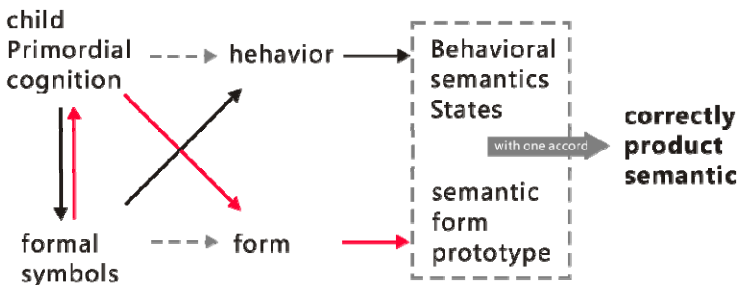 child
Primordial
cognition
hehavior
Behavioral
semantics
States
with one accord
correctly
product
semantic
formal
symbols
form
semantic
form
prototype